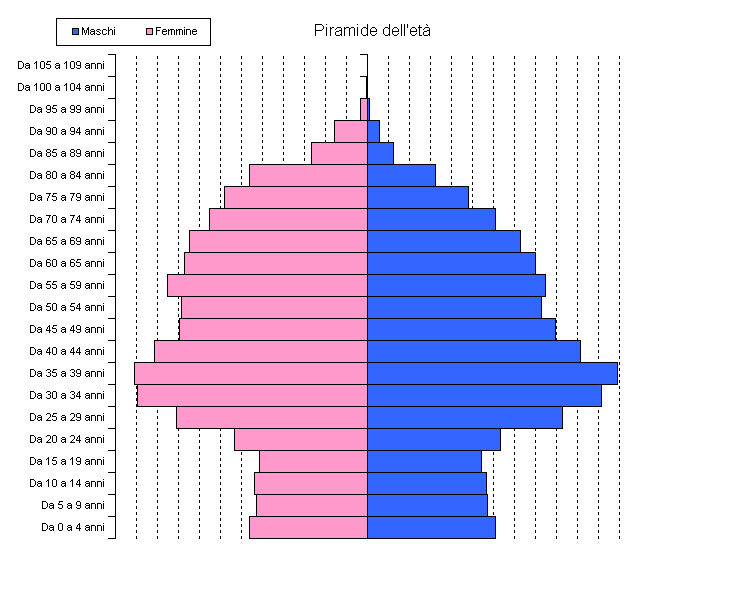 Maschi Femmine
Piramide dell'età
Da 105 a 109 anni
Da 100 a 104 anni
Da 95 a 99 anni
Da 90 a 94 anni
Da 85 a 89 anni
Da 80 a 84 anni
Da 75 a 79 anni
Da 70 a 74 anni
Da 65 a 69 anni
Da 60 a 65 anni
Da 55 a 59 anni
Da 50 a 54 anni
Da 45 a 49 anni
Da 40 a 44 anni
Da 35 a 39 anni
Da 30 a 34 anni
Da 25 a 29 anni
Da 20 a 24 anni
Da 15 a 19 anni
Da 10 a 14 anni
Da 5 a 9 anni
Da 0 a 4 anni